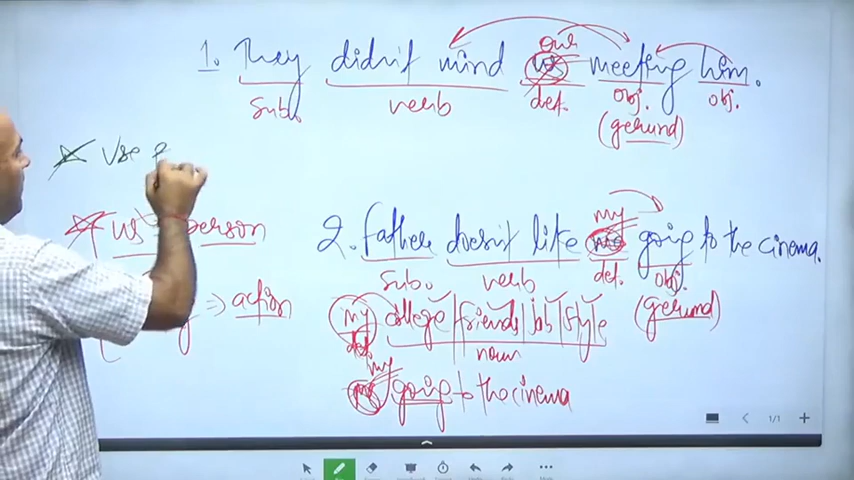 our
1. They didn't mind us meeting him.
sub. verb det. obj. obj.
(gerund)
Use
us person
my
2. father doesn't like me going to the cinema.
sub. verb det. obj.
=> action
my college | friends | job | style (gerund)
det. noun
my
me going to the cinema
1/1